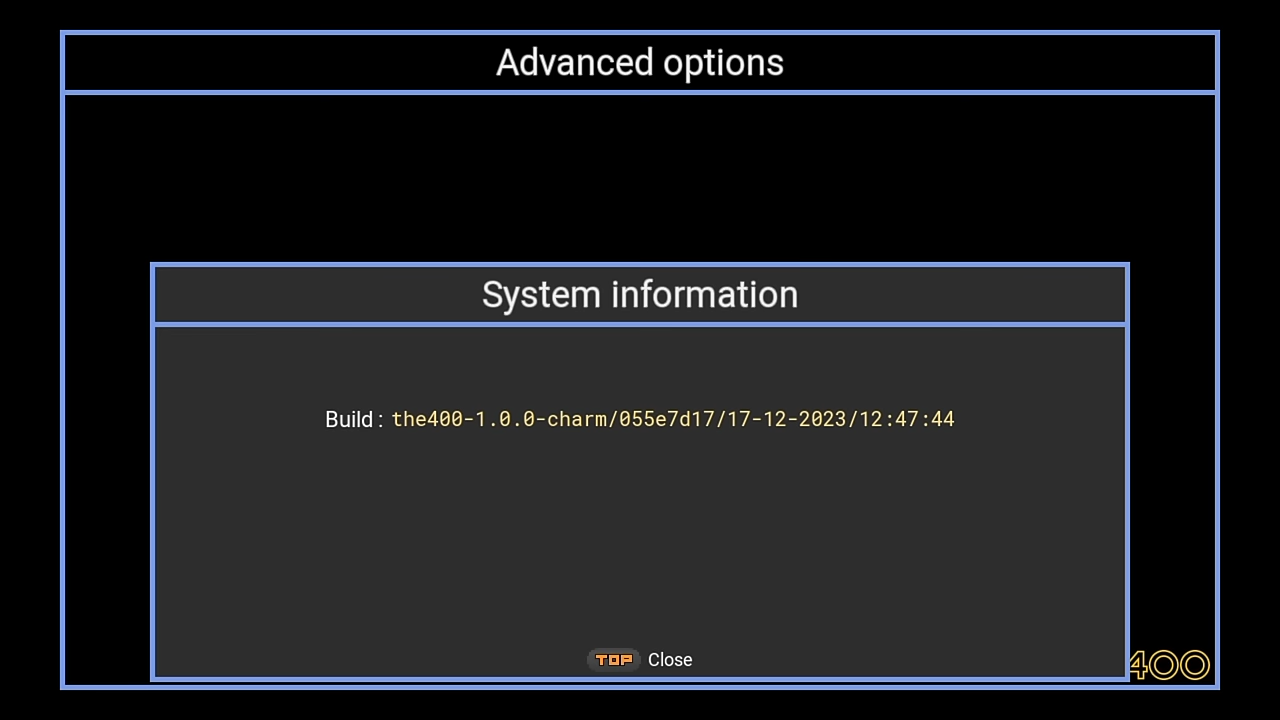 Advanced options
System information
Build : the400-1.0.0-charm/055e7d17/17-12-2023/12:47:44
TOP Close
400